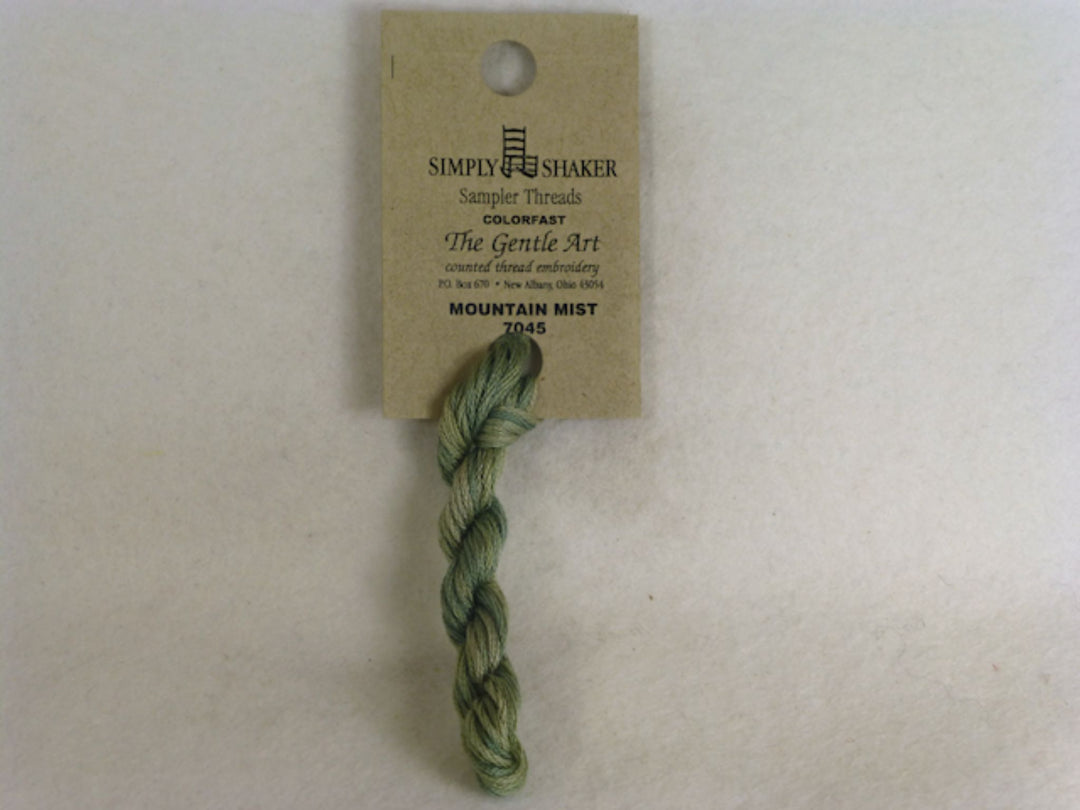 SIMPLY SHAKER
Sampler Threads
COLORFAST
The Gentle Art
counted thread embroidery
P.O. Box 670 • New Albany, Ohio 43054
MOUNTAIN MIST
7045